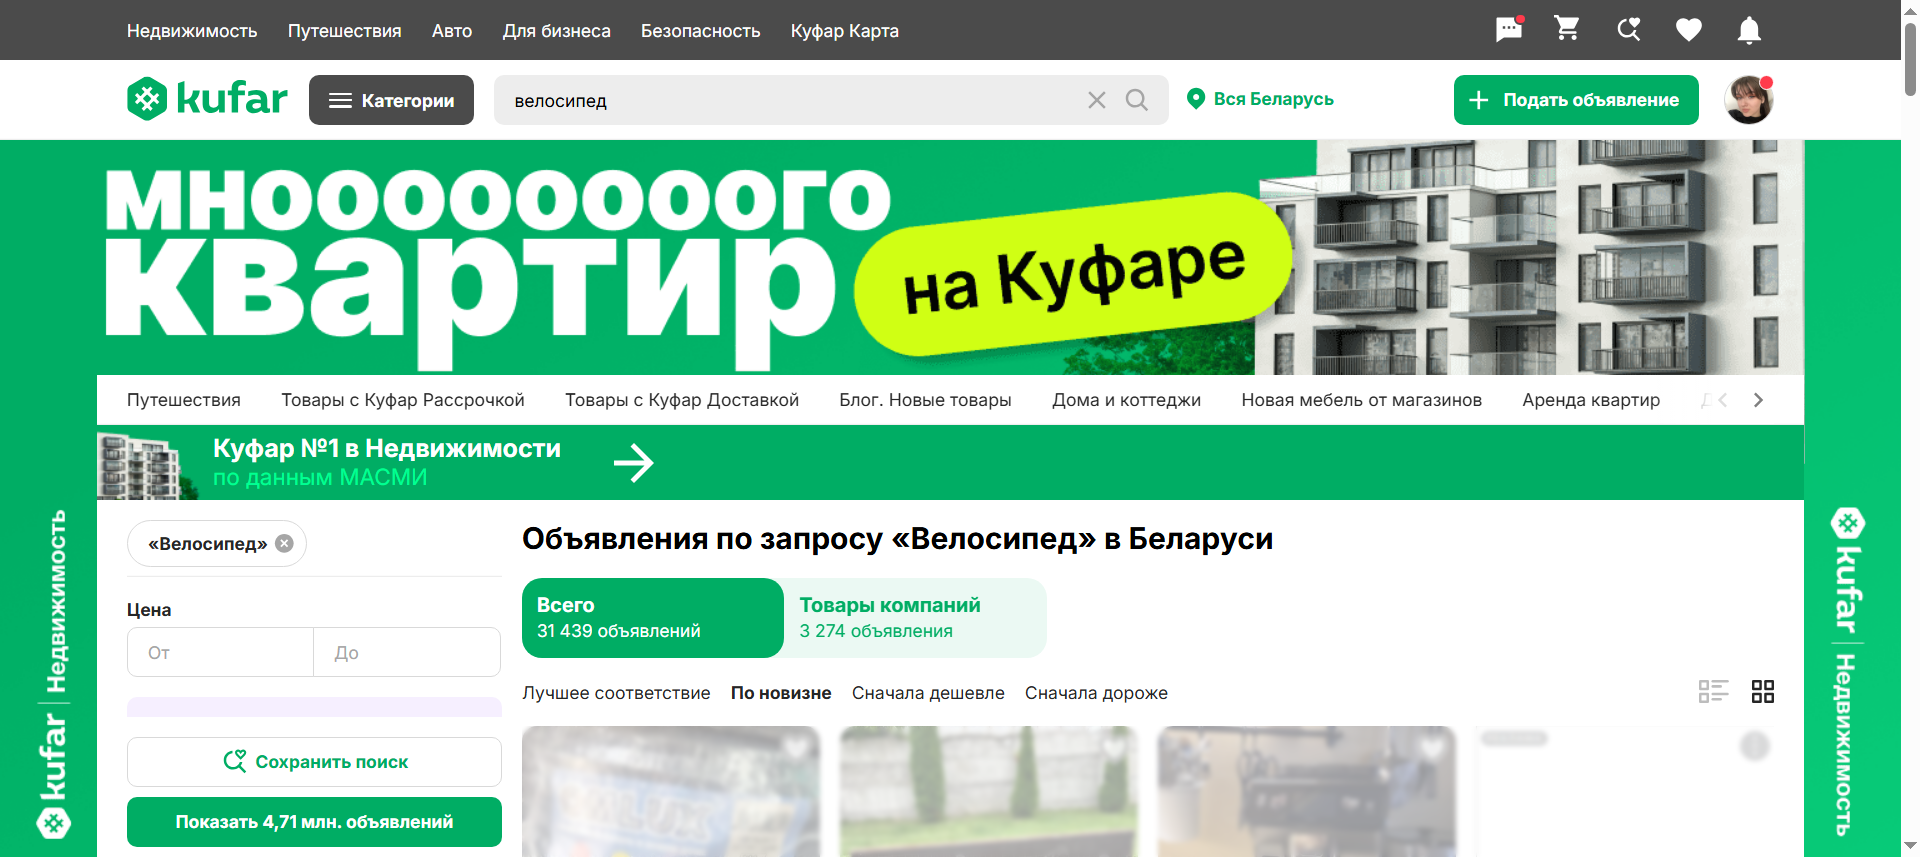 Недвижимость Путешествия Авто Для бизнеса Безопасность Куфар Карта
kufar Категории велосипед Вся Беларусь Подать объявление
мнооооооооого
квартир
на Куфаре
Путешествия Товары с Куфар Рассрочкой Товары с Куфар Доставкой Блог. Новые товары Дома и коттеджи Новая мебель от магазинов Аренда квартир
Куфар №1 в Недвижимости
по данным МАСМИ
«Велосипед»
Объявления по запросу «Велосипед» в Беларуси
Цена
От До
Всего
31 439 объявлений
Товары компаний
3 274 объявления
Лучшее соответствие По новизне Сначала дешевле Сначала дороже
Сохранить поиск
Показать 4,71 млн. объявлений
kufar | Недвижимость
kufar | Недвижимость